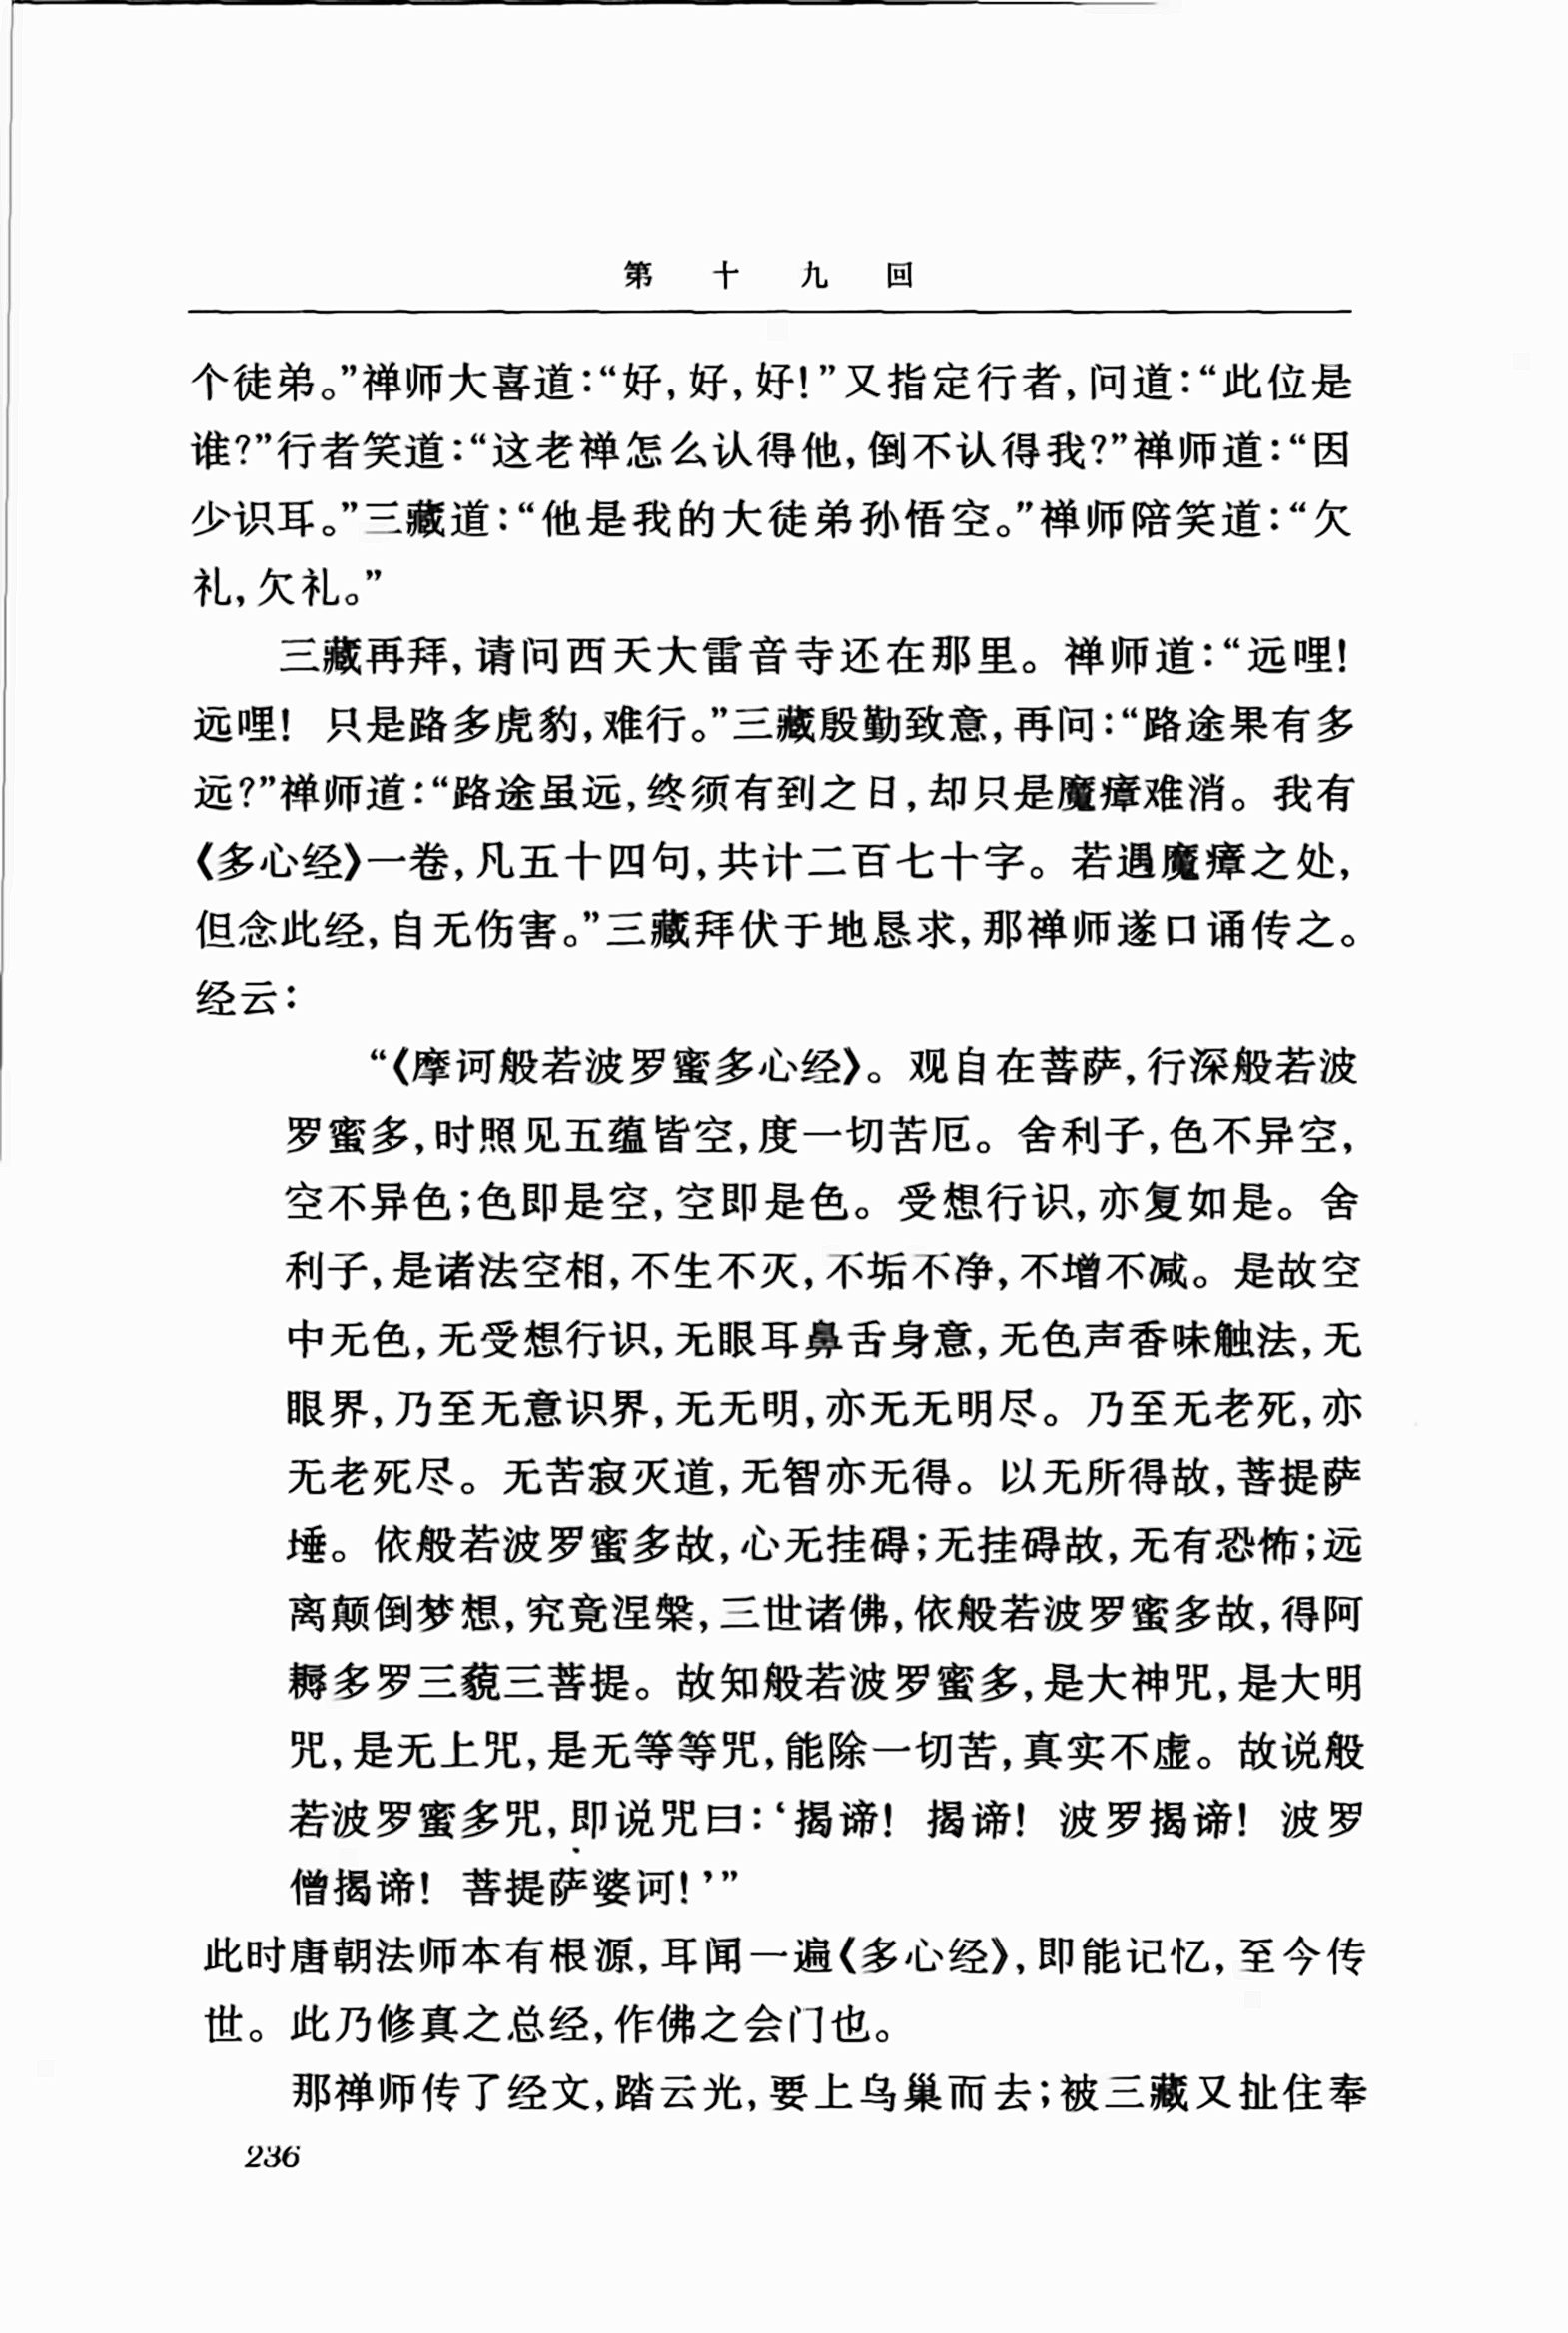 第十九回
个徒弟。”禅师大喜道：“好，好，好！”又指定行者，问道：“此位是
谁？”行者笑道：“这老禅怎么认得他，倒不认得我？”禅师道：“因
少识耳。”三藏道：“他是我的大徒弟孙悟空。”禅师陪笑道：“欠
礼，欠礼。”
三藏再拜，请问西天大雷音寺还在那里。禅师道：“远哩！
远哩！只是路多虎豹，难行。”三藏殷勤致意，再问：“路途果有多
远？”禅师道：“路途虽远，终须有到之日，却只是魔瘴难消。我有
《多心经》一卷，凡五十四句，共计二百七十字。若遇魔瘴之处，
但念此经，自无伤害。”三藏拜伏于地恳求，那禅师遂口诵传之。
经云：
“《摩诃般若波罗蜜多心经》。观自在菩萨，行深般若波
罗蜜多，时照见五蕴皆空，度一切苦厄。舍利子，色不异空，
空不异色；色即是空，空即是色。受想行识，亦复如是。舍
利子，是诸法空相，不生不灭，不垢不净，不增不减。是故空
中无色，无受想行识，无眼耳鼻舌身意，无色声香味触法，无
眼界，乃至无意识界，无无明，亦无无明尽。乃至无老死，亦
无老死尽。无苦寂灭道，无智亦无得。以无所得故，菩提萨
埵。依般若波罗蜜多故，心无挂碍；无挂碍故，无有恐怖；远
离颠倒梦想，究竟涅槃，三世诸佛，依般若波罗蜜多故，得阿
耨多罗三藐三菩提。故知般若波罗蜜多，是大神咒，是大明
咒，是无上咒，是无等等咒，能除一切苦，真实不虚。故说般
若波罗蜜多咒，即说咒曰：‘揭谛！揭谛！波罗揭谛！波罗
僧揭谛！菩提萨婆诃！’”
此时唐朝法师本有根源，耳闻一遍《多心经》，即能记忆，至今传
世。此乃修真之总经，作佛之会门也。
那禅师传了经文，踏云光，要上乌巢而去；被三藏又扯住奉
236